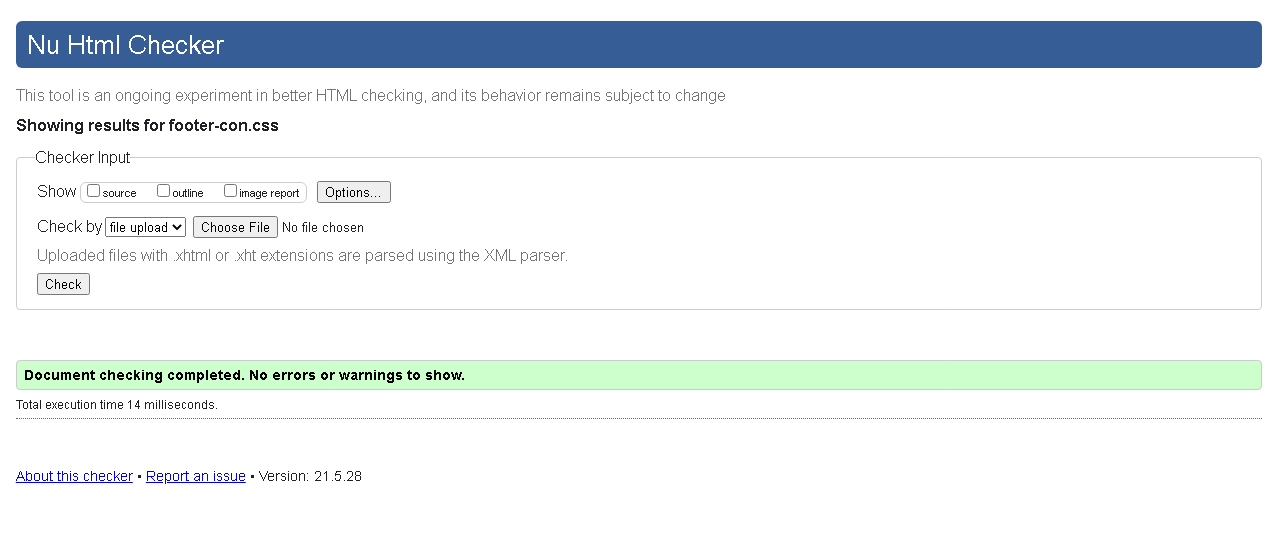 Nu Html Checker
This tool is an ongoing experiment in better HTML checking, and its behavior remains subject to change
Showing results for footer-con.css
Checker Input
Show source outline image report Options...
Check by file upload Choose File No file chosen
Uploaded files with .xhtml or .xht extensions are parsed using the XML parser.
Check
Document checking completed. No errors or warnings to show.
Total execution time 14 milliseconds.
About this checker • Report an issue • Version: 21.5.28